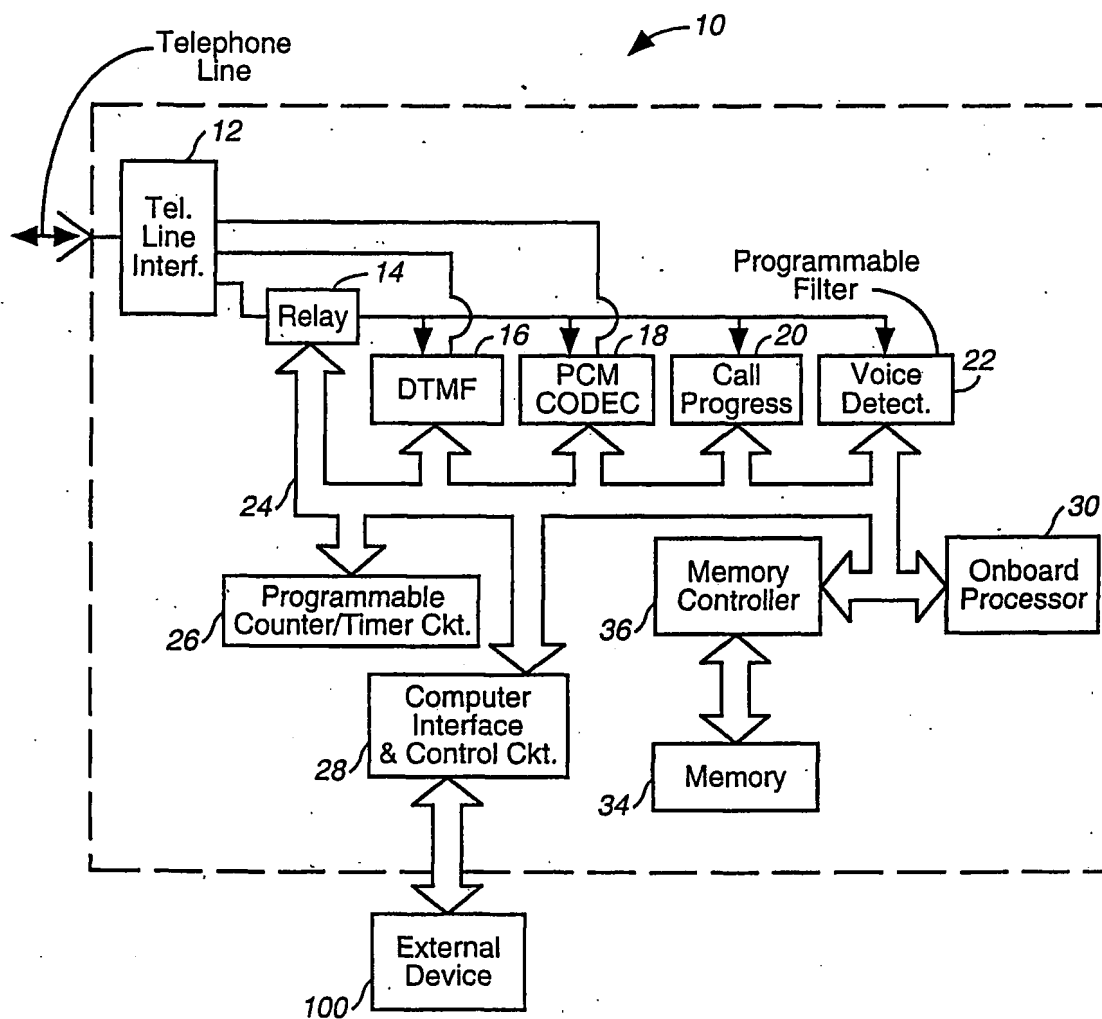 10
Telephone
Line
12
Tel.
Line
Interf.
14
Relay
Programmable
Filter
16
DTMF
18
PCM
CODEC
20
Call
Progress
22
Voice
Detect.
24
30
Onboard
Processor
Memory
Controller
36
Programmable
Counter/Timer Ckt.
26
Computer
Interface
& Control Ckt.
28
Memory
34
External
Device
100